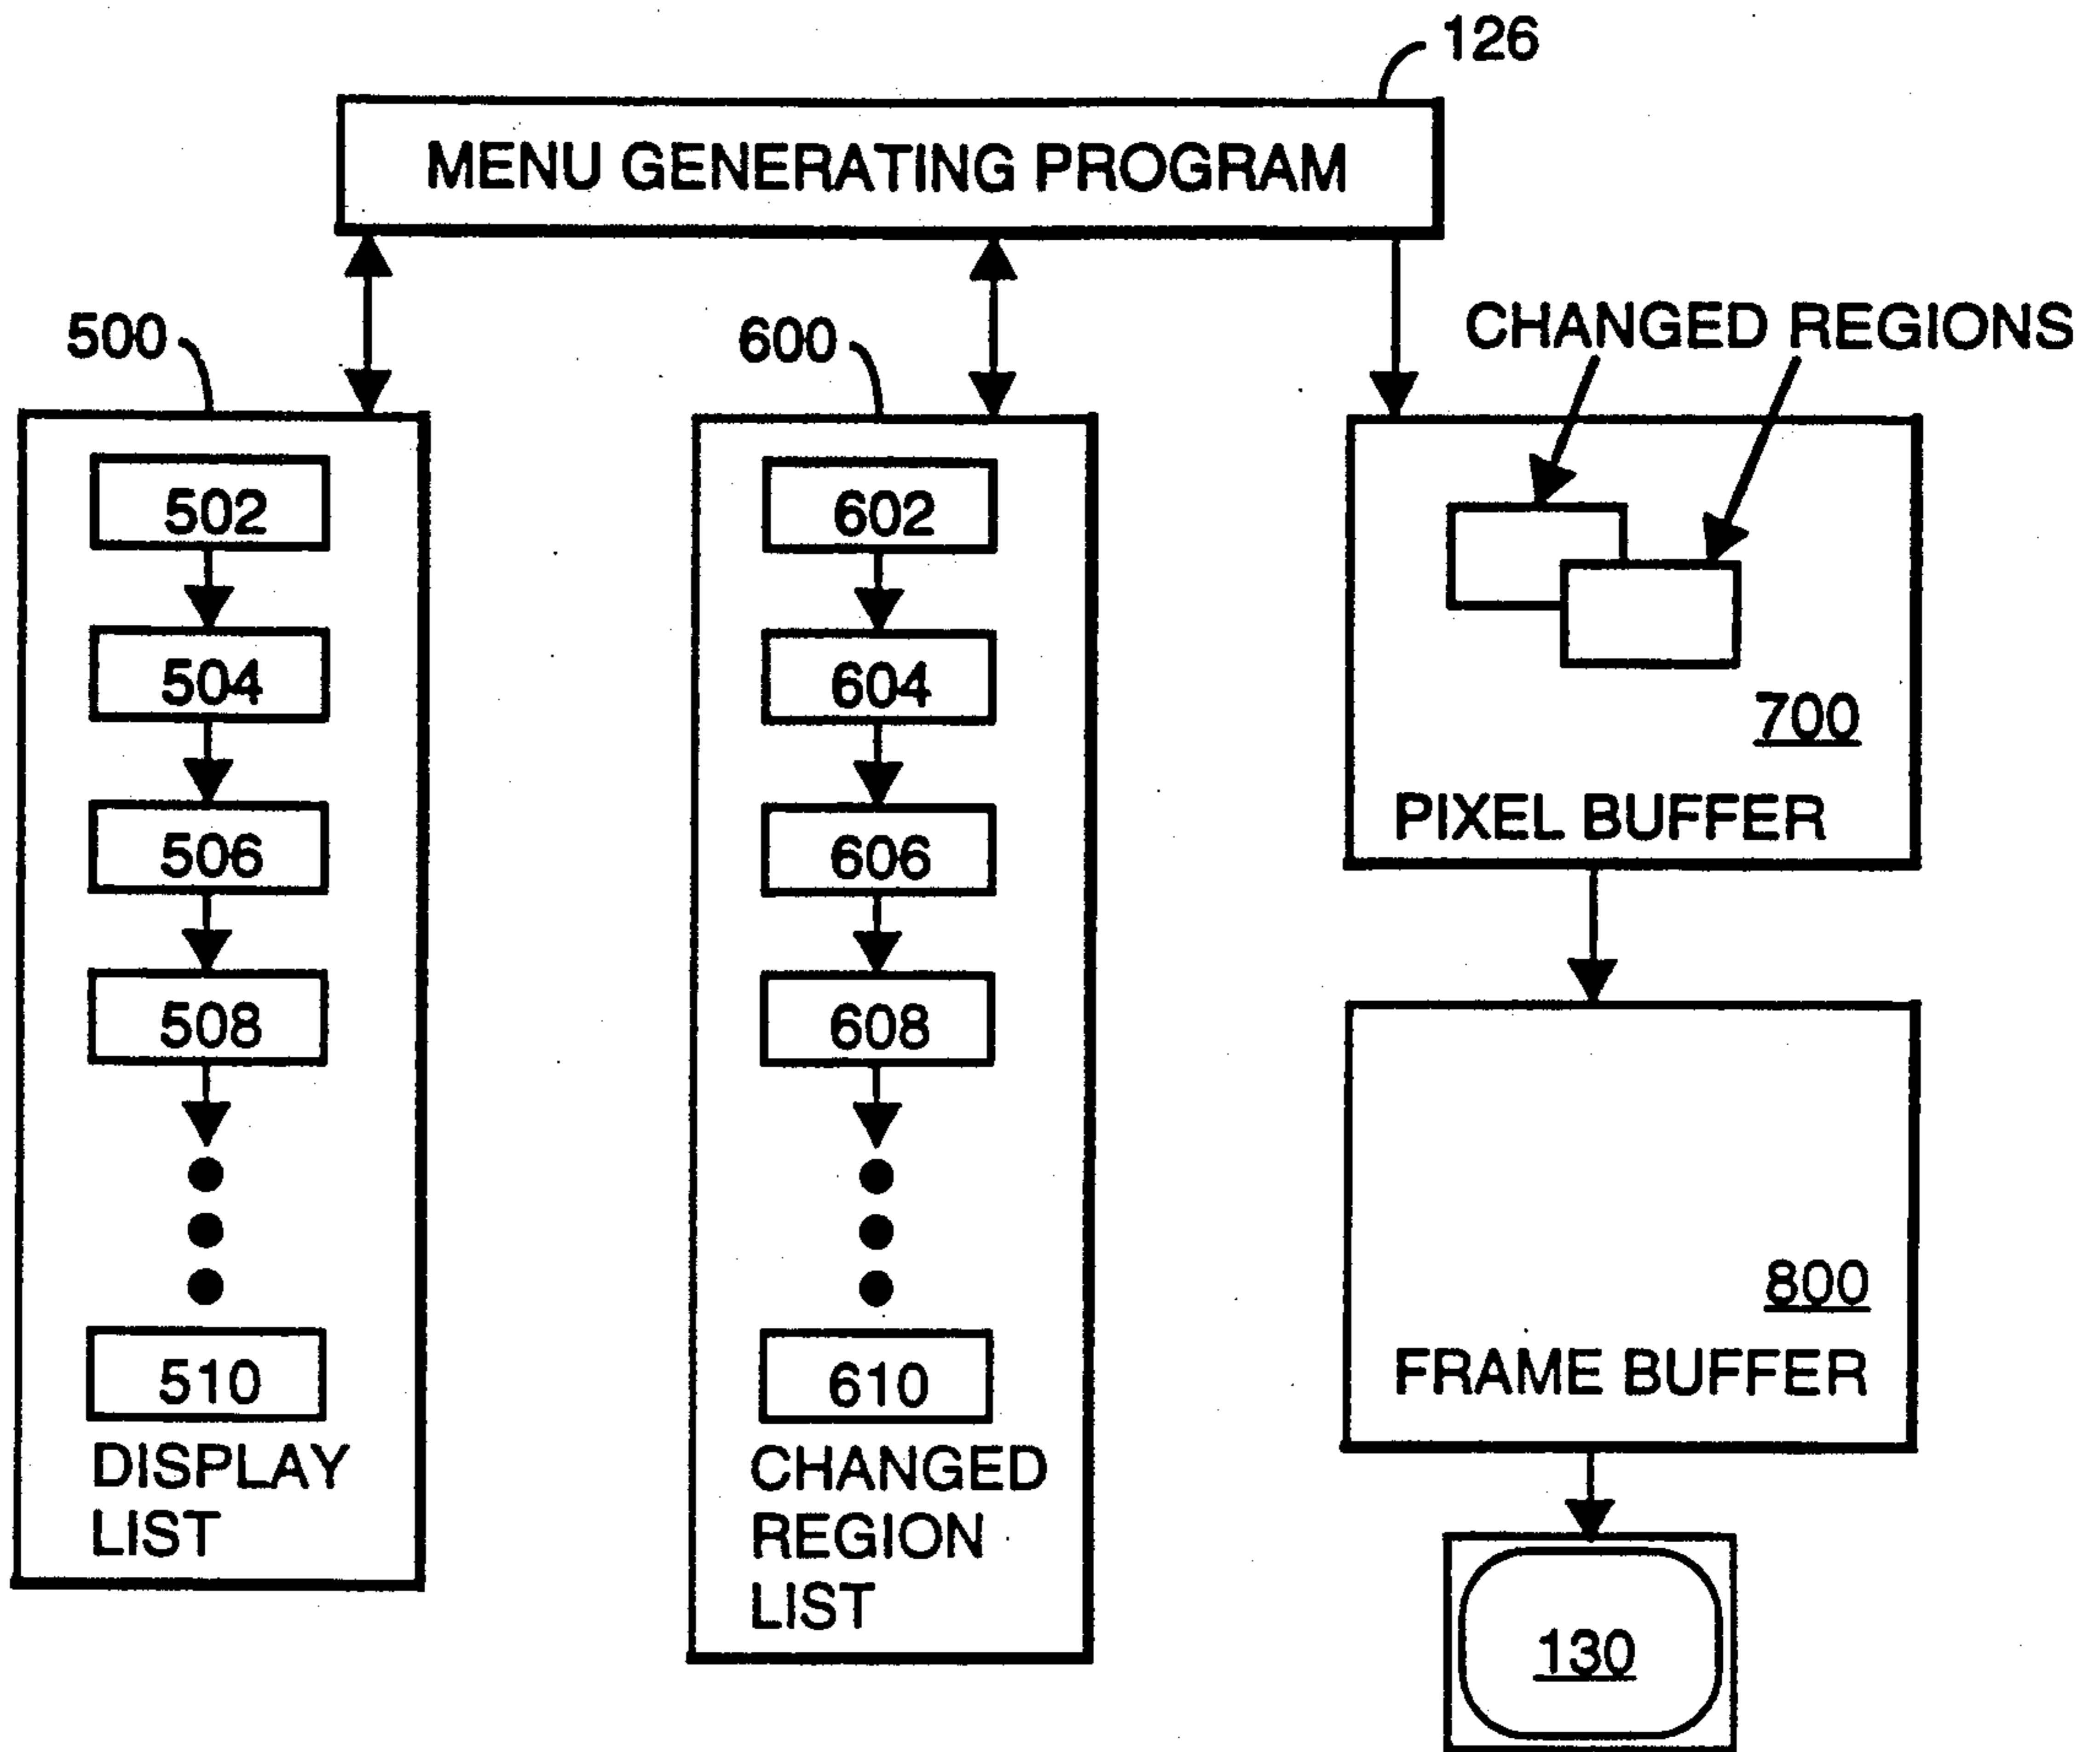 126
MENU GENERATING PROGRAM
500
600
CHANGED REGIONS
502
504
506
508
510
DISPLAY
LIST
602
604
606
608
610
CHANGED
REGION
LIST
700
PIXEL BUFFER
800
FRAME BUFFER
130